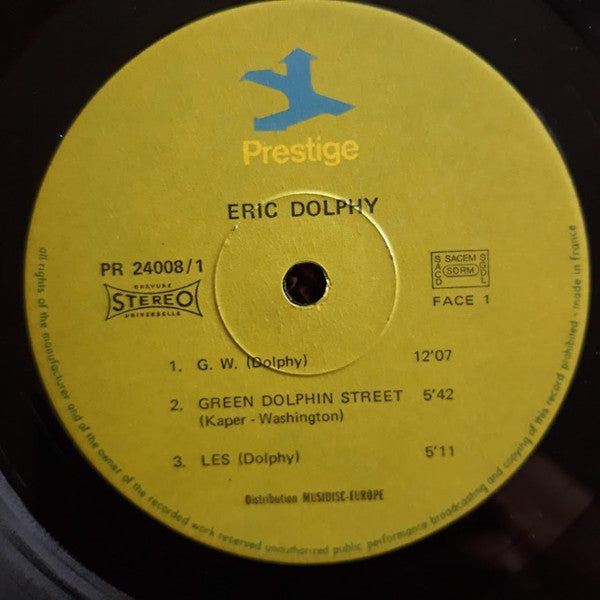 Prestige
ERIC DOLPHY
PR 24008/1
GRAVURE
STEREO
UNIVERSELLE
SACEM
SACD
SDRM
SGDL
FACE 1
1. G. W. (Dolphy) 12'07
2. GREEN DOLPHIN STREET 5'42
(Kaper - Washington)
3. LES (Dolphy) 5'11
Distribution MUSIDISC-EUROPE
all rights of the manufacturer and of the owner of the recorded work reserved unauthorized public performance broadcasting and copying of this record prohibited - made in france